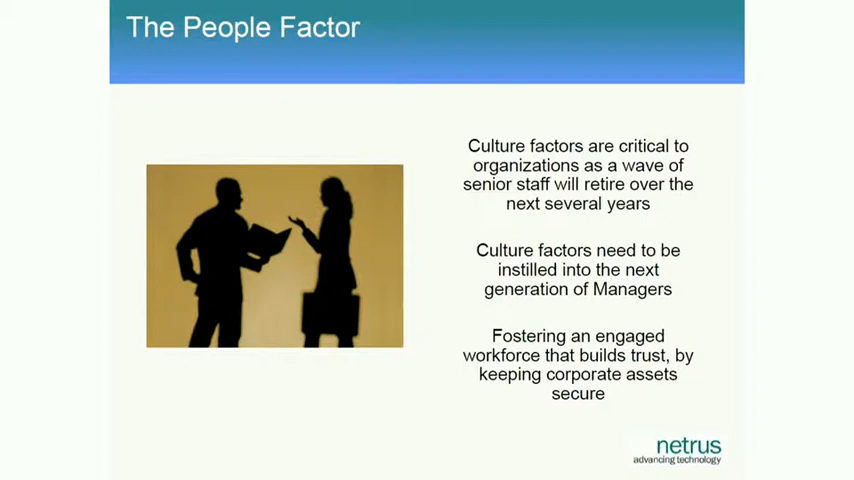 The People Factor
Culture factors are critical to
organizations as a wave of
senior staff will retire over the
next several years
Culture factors need to be
instilled into the next
generation of Managers
Fostering an engaged
workforce that builds trust, by
keeping corporate assets
secure
netrus
advancing technology